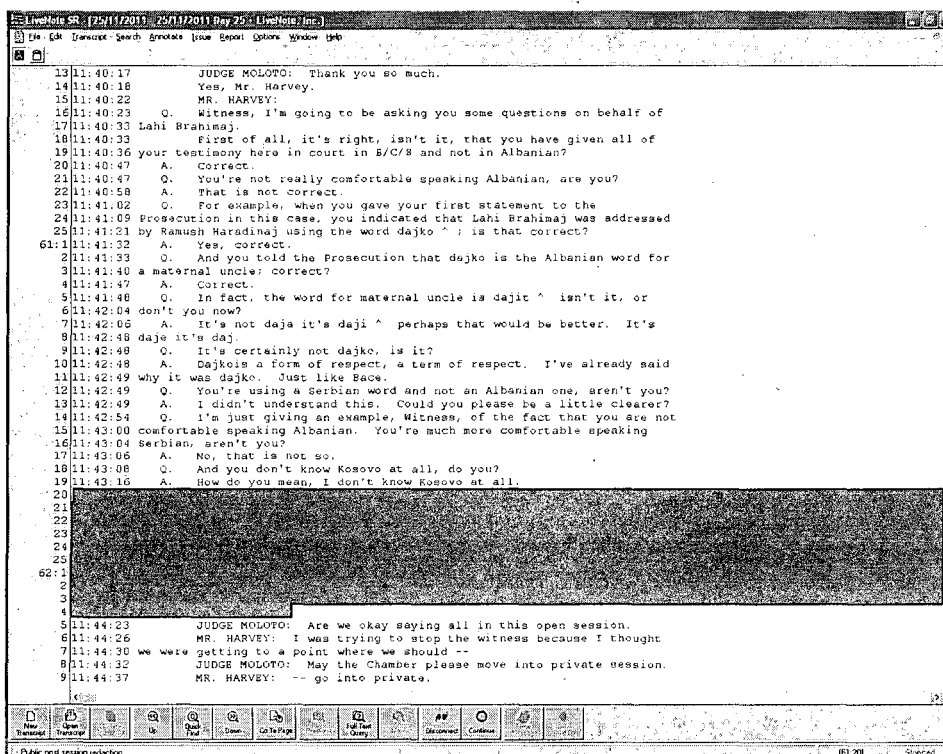 LiveNote SR - [25/11/2011 - 25/11/2011 Day 25 - LiveNote, Inc.]
File Edit Transcript Search Annotate Issue Report Options Window Help
13 11:40:17 JUDGE MOLOTO: Thank you so much.
14 11:40:18 Yes, Mr. Harvey.
15 11:40:22 MR. HARVEY:
16 11:40:23 Q. Witness, I'm going to be asking you some questions on behalf of
17 11:40:33 Lahi Brahimaj.
18 11:40:33 First of all, it's right, isn't it, that you have given all of
19 11:40:36 your testimony here in court in B/C/S and not in Albanian?
20 11:40:47 A. Correct.
21 11:40:47 Q. You're not really comfortable speaking Albanian, are you?
22 11:40:58 A. That is not correct.
23 11:41:02 Q. For example, when you gave your first statement to the
24 11:41:09 Prosecution in this case, you indicated that Lahi Brahimaj was addressed
25 11:41:21 by Ramush Haradinaj using the word dajko ^ ; is that correct?
61:1 11:41:32 A. Yes, correct.
2 11:41:33 Q. And you told the Prosecution that dajko is the Albanian word for
3 11:41:40 a maternal uncle; correct?
4 11:41:47 A. Correct.
5 11:41:48 Q. In fact, the word for maternal uncle is dajit ^ isn't it, or
6 11:42:04 don't you now?
7 11:42:06 A. It's not daja it's daji ^ perhaps that would be better. It's
8 11:42:48 daje it's daj.
9 11:42:48 Q. It's certainly not dajko, is it?
10 11:42:48 A. Dajkois a form of respect, a term of respect. I've already said
11 11:42:49 why it was dajko. Just like Bace.
12 11:42:49 Q. You're using a Serbian word and not an Albanian one, aren't you?
13 11:42:49 A. I didn't understand this. Could you please be a little clearer?
14 11:42:54 Q. I'm just giving an example, Witness, of the fact that you are not
15 11:43:00 comfortable speaking Albanian. You're much more comfortable speaking
16 11:43:04 Serbian, aren't you?
17 11:43:06 A. No, that is not so.
18 11:43:08 Q. And you don't know Kosovo at all, do you?
19 11:43:16 A. How do you mean, I don't know Kosovo at all.
20
21
22
23
24
25
62:1
2
3
4
5 11:44:23 JUDGE MOLOTO: Are we okay saying all in this open session.
6 11:44:26 MR. HARVEY: I was trying to stop the witness because I thought
7 11:44:30 we were getting to a point where we should --
8 11:44:32 JUDGE MOLOTO: May the Chamber please move into private session.
9 11:44:37 MR. HARVEY: -- go into private.
New Transcript Open Transcript Up Quick Find Down Go To Page Full Text Query Disconnect Continue
Public post session redaction [61:20] Stopped